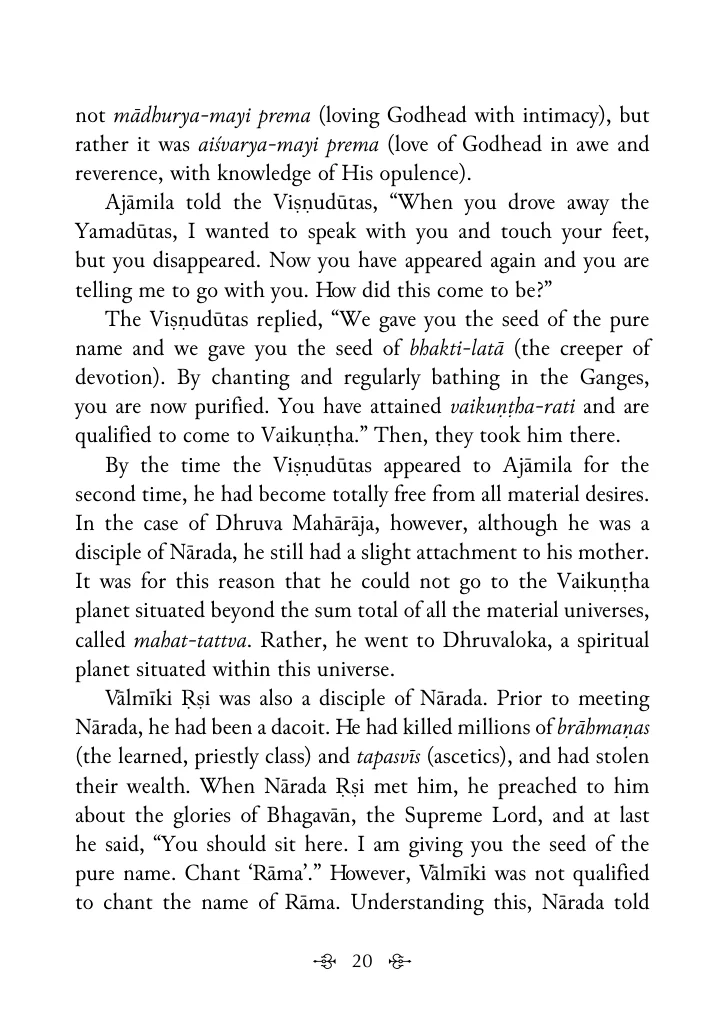 not mādhurya-mayi prema (loving Godhead with intimacy), but
rather it was aiśvarya-mayi prema (love of Godhead in awe and
reverence, with knowledge of His opulence).
Ajāmila told the Viṣṇudūtas, “When you drove away the
Yamadūtas, I wanted to speak with you and touch your feet,
but you disappeared. Now you have appeared again and you are
telling me to go with you. How did this come to be?”
The Viṣṇudūtas replied, “We gave you the seed of the pure
name and we gave you the seed of bhakti-latā (the creeper of
devotion). By chanting and regularly bathing in the Ganges,
you are now purified. You have attained vaikuṇṭha-rati and are
qualified to come to Vaikuṇṭha.” Then, they took him there.
By the time the Viṣṇudūtas appeared to Ajāmila for the
second time, he had become totally free from all material desires.
In the case of Dhruva Mahārāja, however, although he was a
disciple of Nārada, he still had a slight attachment to his mother.
It was for this reason that he could not go to the Vaikuṇṭha
planet situated beyond the sum total of all the material universes,
called mahat-tattva. Rather, he went to Dhruvaloka, a spiritual
planet situated within this universe.
Vālmīki Ṛṣi was also a disciple of Nārada. Prior to meeting
Nārada, he had been a dacoit. He had killed millions of brāhmaṇas
(the learned, priestly class) and tapasvīs (ascetics), and had stolen
their wealth. When Nārada Ṛṣi met him, he preached to him
about the glories of Bhagavān, the Supreme Lord, and at last
he said, “You should sit here. I am giving you the seed of the
pure name. Chant ‘Rāma’.” However, Vālmīki was not qualified
to chant the name of Rāma. Understanding this, Nārada told
20